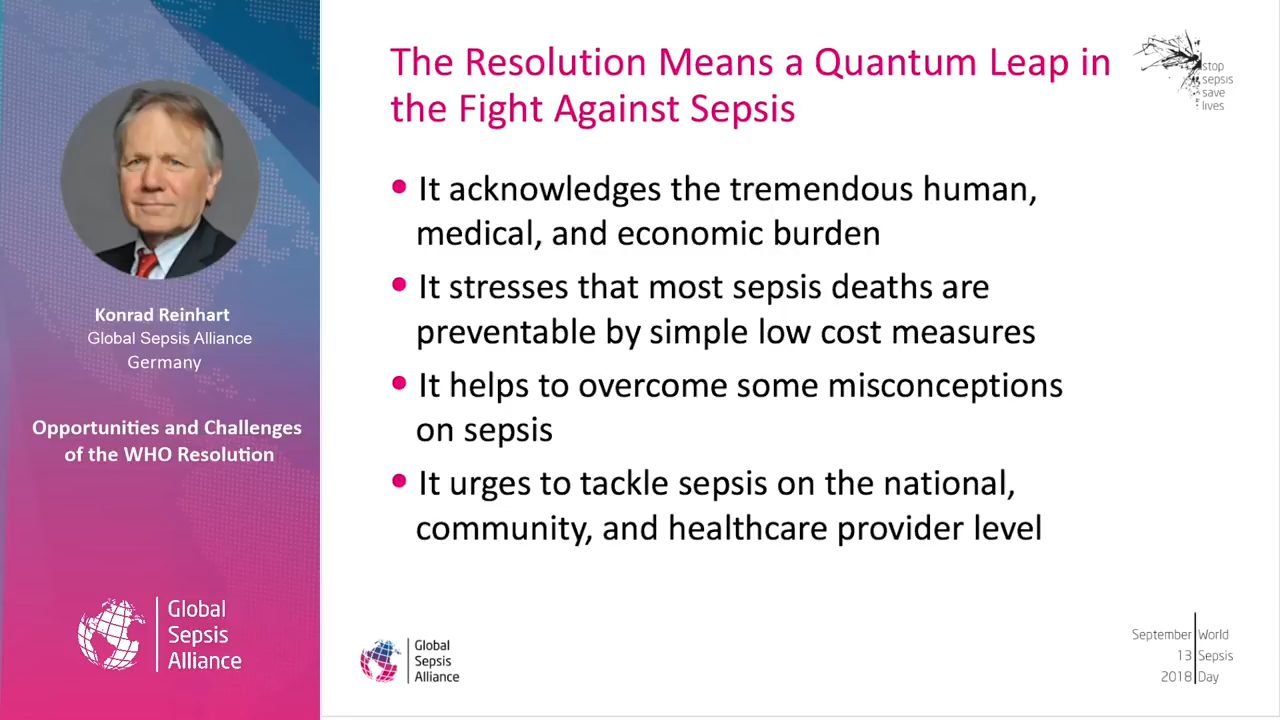 Konrad Reinhart
Global Sepsis Alliance
Germany
Opportunities and Challenges
of the WHO Resolution
Global
Sepsis
Alliance
The Resolution Means a Quantum Leap in
the Fight Against Sepsis
stop
sepsis
save
lives
• It acknowledges the tremendous human,
medical, and economic burden
• It stresses that most sepsis deaths are
preventable by simple low cost measures
• It helps to overcome some misconceptions
on sepsis
• It urges to tackle sepsis on the national,
community, and healthcare provider level
Global
Sepsis
Alliance
September World
13 Sepsis
2018 Day